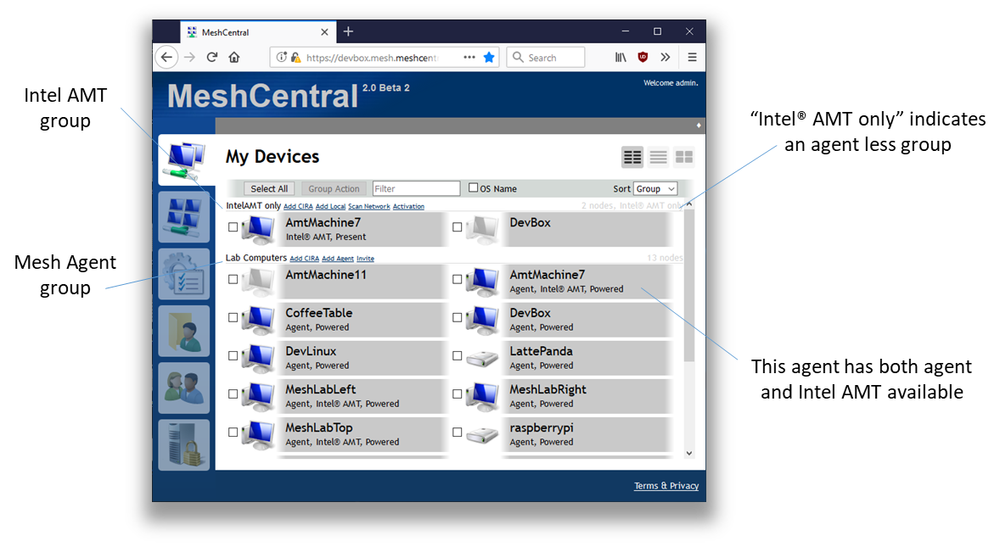 MeshCentral
https://devbox.mesh.meshcent
Search
MeshCentral 2.0 Beta 2
Welcome admin.
Intel AMT
group
"Intel® AMT only" indicates
an agent less group
My Devices
Select All Group Action Filter OS Name Sort Group
IntelAMT only Add CIRA Add Local Scan Network Activation 2 nodes, Intel® AMT only
AmtMachine7 DevBox
Intel® AMT, Present
Mesh Agent
group
Lab Computers Add CIRA Add Agent Invite 13 nodes
AmtMachine11 AmtMachine7
Agent, Intel® AMT, Powered
CoffeeTable DevBox
Agent, Powered Agent, Powered
DevLinux LattePanda
Agent, Powered Agent, Powered
MeshLabLeft MeshLabRight
Agent, Intel® AMT, Powered Agent, Powered
MeshLabTop raspberrypi
Agent, Intel® AMT, Powered Agent, Powered
This agent has both agent
and Intel AMT available
Terms & Privacy